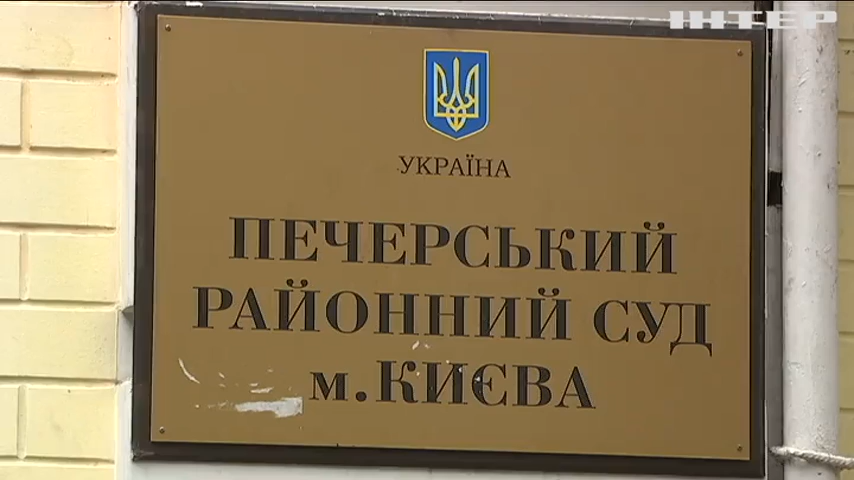 ІНТЕР
УКРАЇНА
ПЕЧЕРСЬКИЙ
РАЙОННИЙ СУД
м. КИЄВА